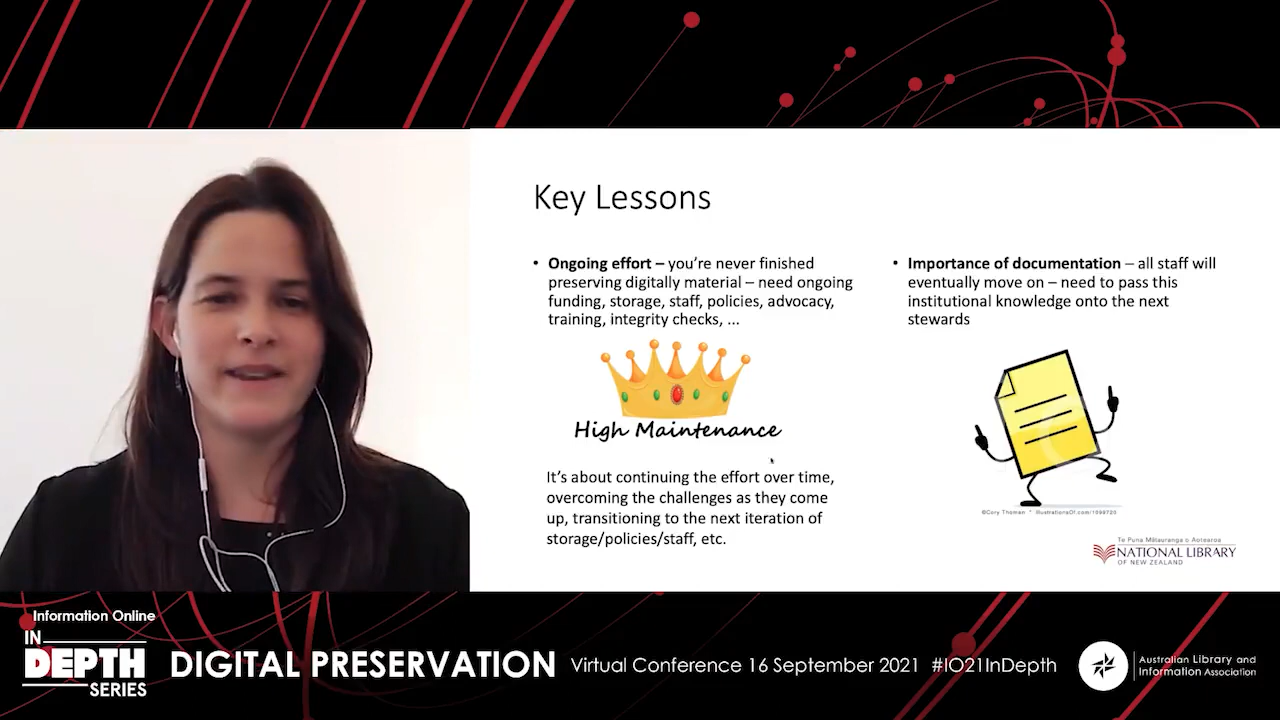 Key Lessons
• Ongoing effort – you're never finished
preserving digitally material – need ongoing
funding, storage, staff, policies, advocacy,
training, integrity checks, ...
High Maintenance
It's about continuing the effort over time,
overcoming the challenges as they come
up, transitioning to the next iteration of
storage/policies/staff, etc.
• Importance of documentation – all staff will
eventually move on – need to pass this
institutional knowledge onto the next
stewards
©Cory Thoman * IllustrationsOf.com/1099725
Te Puna Mātauranga o Aotearoa
NATIONAL LIBRARY
OF NEW ZEALAND
Information Online
IN
DEPTH
SERIES
DIGITAL PRESERVATION
Virtual Conference 16 September 2021 #IO21InDepth
Australian Library and
Information Association